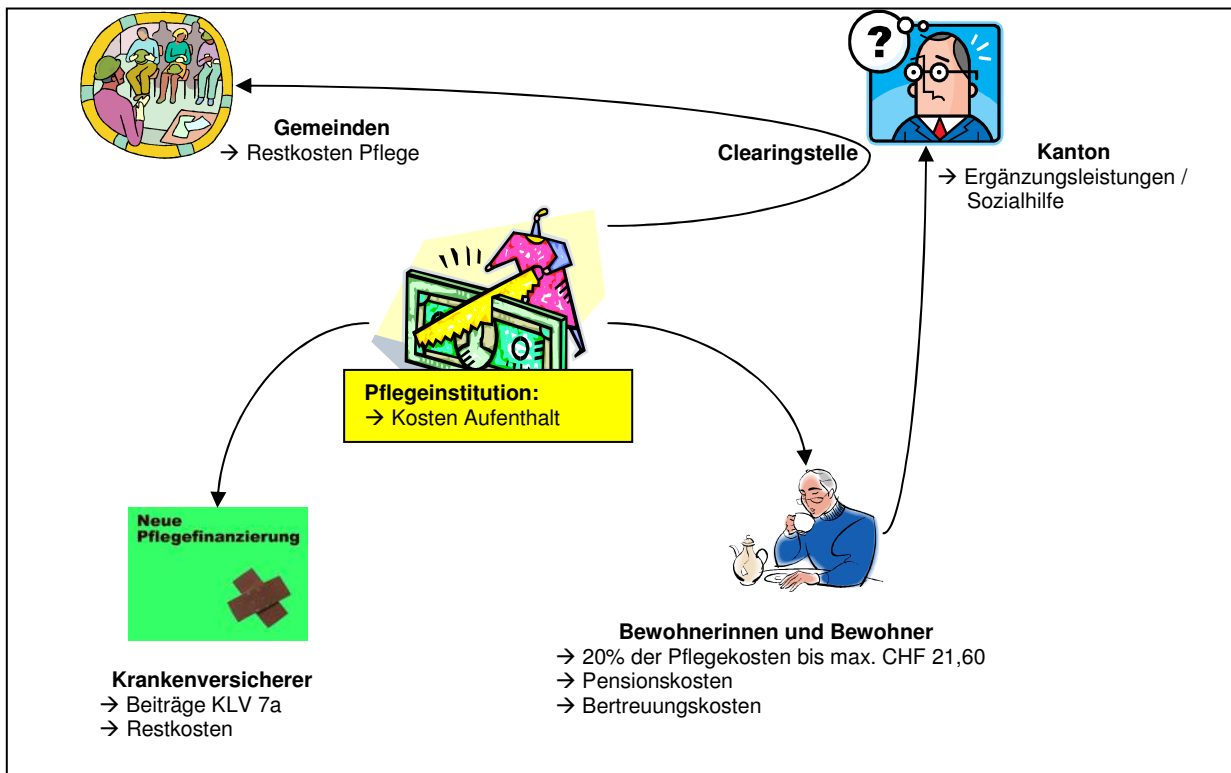 Gemeinden
→ Restkosten Pflege
Clearingstelle
?
Kanton
→ Ergänzungsleistungen /
Sozialhilfe
Pflegeinstitution:
→ Kosten Aufenthalt
Neue
Pflegefinanzierung
Krankenversicherer
→ Beiträge KLV 7a
→ Restkosten
Bewohnerinnen und Bewohner
→ 20% der Pflegekosten bis max. CHF 21,60
→ Pensionskosten
→ Bertreuungskosten